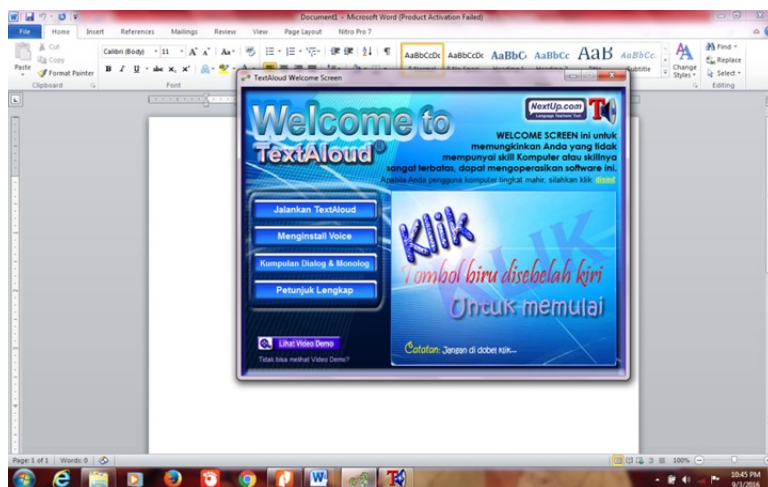 Document1 - Microsoft Word (Product Activation Failed)
File Home Insert References Mailings Review View Page Layout Nitro Pro 7
Cut
Copy
Format Painter
Paste
Calibri (Body) 11
AaBbCcDc AaBbCcDc AaBbC AaBbCc AaB AaBbCc.
Change
Styles
Find
Replace
Select
Clipboard Font Editing
TextAloud Welcome Screen
Welcome to
TextAloud®
NextUp.com
WELCOME SCREEN ini untuk
memungkinkan Anda yang tidak
mempunyai skill Komputer atau skillnya
sangat terbatas, dapat mengoperasikan software ini.
Apabila Anda pengguna komputer tingkat mahir, silahkan klik disini
Jalankan TextAloud
Menginstall Voice
Kumpulan Dialog & Monolog
Petunjuk Lengkap
Klik
Tombol biru disebelah kiri
Untuk memulai
Catatan: Jangan di dobel klik...
Lihat Video Demo
Tidak bisa melihat Video Demo?
Page: 1 of 1 Words: 0 100%
10:45 PM
9/3/2016